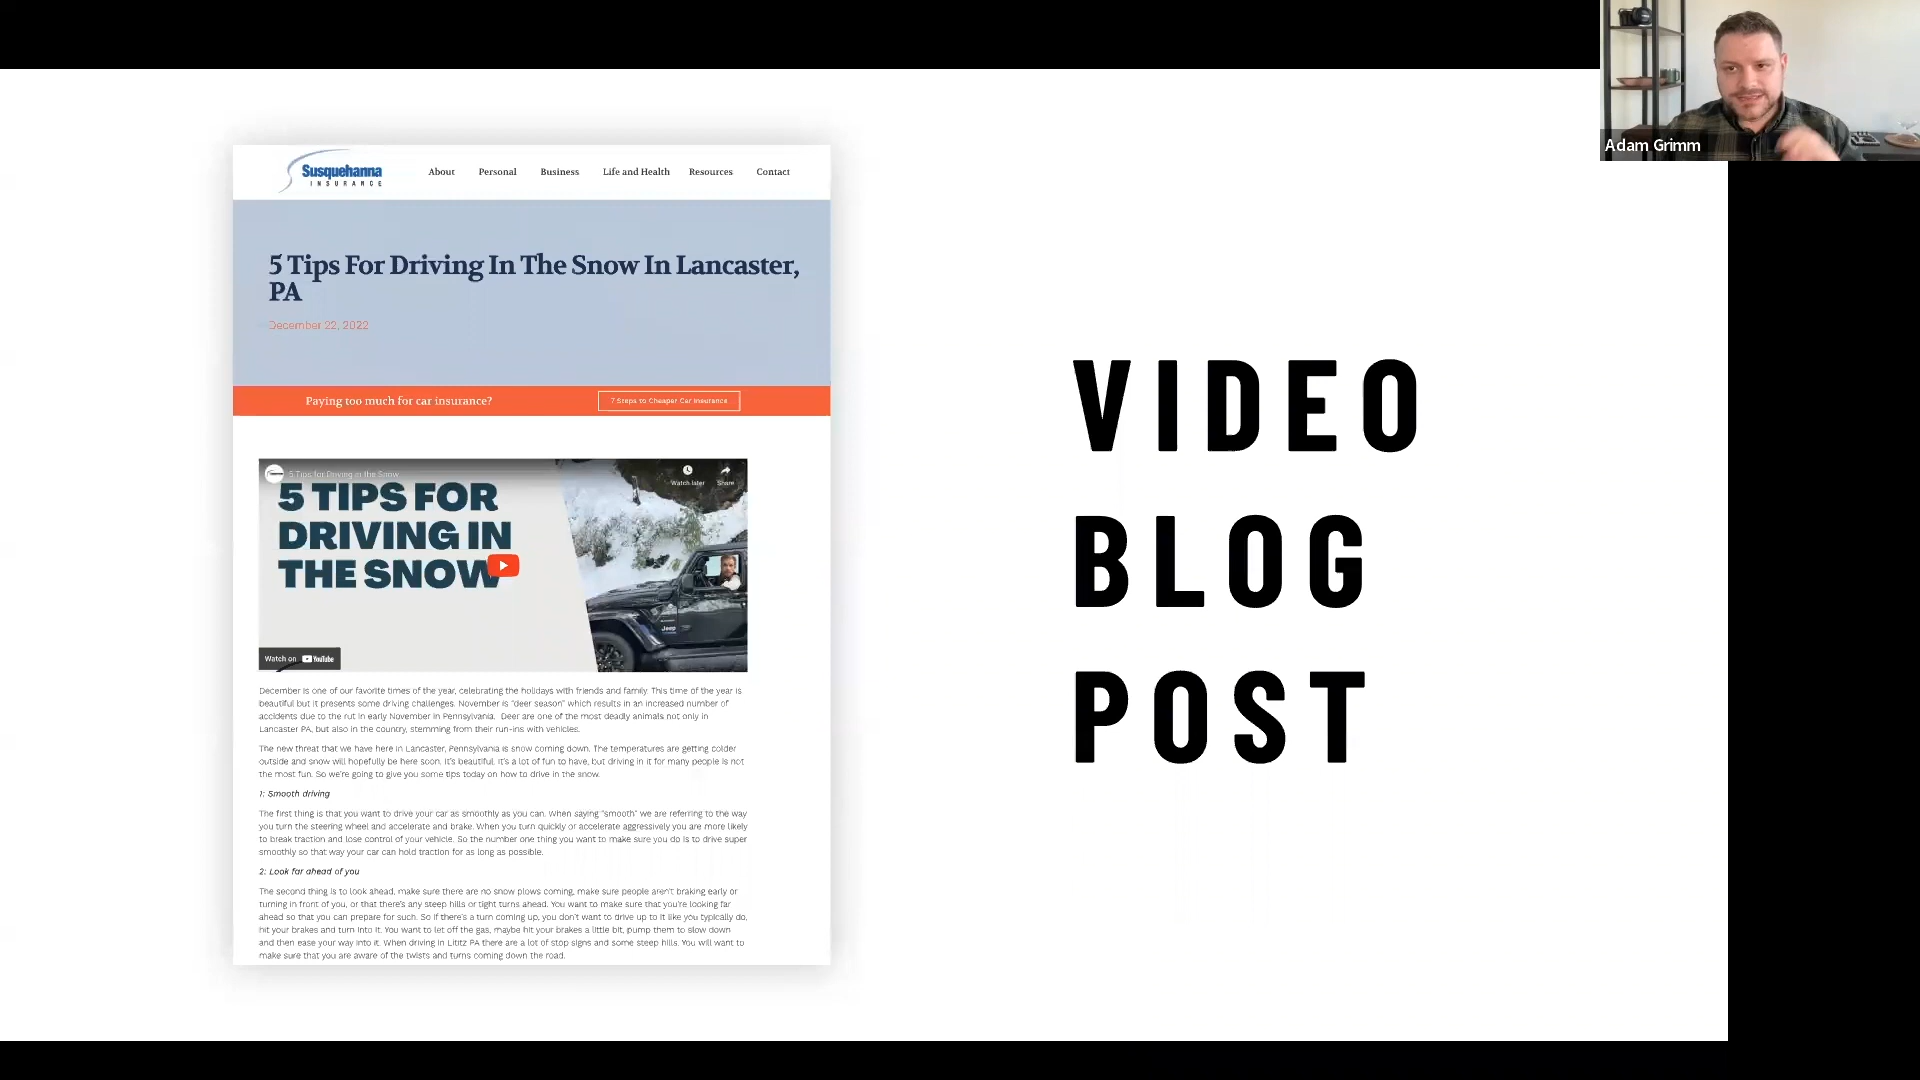 Adam Grimm
Susquehanna
INSURANCE
About Personal Business Life and Health Resources Contact
5 Tips For Driving In The Snow In Lancaster,
PA
December 22, 2022
Paying too much for car insurance?
7 Steps to Cheaper Car Insurance
5 Tips for Driving in the Snow
Watch later Share
5 TIPS FOR
DRIVING IN
THE SNOW
Jeep
Watch on YouTube
December is one of our favorite times of the year, celebrating the holidays with friends and family. This time of the year is
beautiful but it presents some driving challenges. November is "deer season" which results in an increased number of
accidents due to the rut in early November in Pennsylvania. Deer are one of the most deadly animals not only in
Lancaster PA, but also in the country, stemming from their run-ins with vehicles.
The new threat that we have here in Lancaster, Pennsylvania is snow coming down. The temperatures are getting colder
outside and snow will hopefully be here soon. It's beautiful. It's a lot of fun to have, but driving in it for many people is not
the most fun. So we're going to give you some tips today on how to drive in the snow.
1: Smooth driving
The first thing is that you want to drive your car as smoothly as you can. When saying "smooth" we are referring to the way
you turn the steering wheel and accelerate and brake. When you turn quickly or accelerate aggressively you are more likely
to break traction and lose control of your vehicle. So the number one thing you want to make sure you do is to drive super
smoothly so that way your car can hold traction for as long as possible.
2: Look far ahead of you
The second thing is to look ahead, make sure there are no snow plows coming, make sure people aren't braking early or
turning in front of you, or that there's any steep hills or tight turns ahead. You want to make sure that you're looking far
ahead so that you can prepare for such. So if there's a turn coming up, you don't want to drive up to it like you typically do,
hit your brakes and turn into it. You want to let off the gas, maybe hit your brakes a little bit, pump them to slow down
and then ease your way into it. When driving in Lititz PA there are a lot of stop signs and some steep hills. You will want to
make sure that you are aware of the twists and turns coming down the road.
VIDEO
BLOG
POST